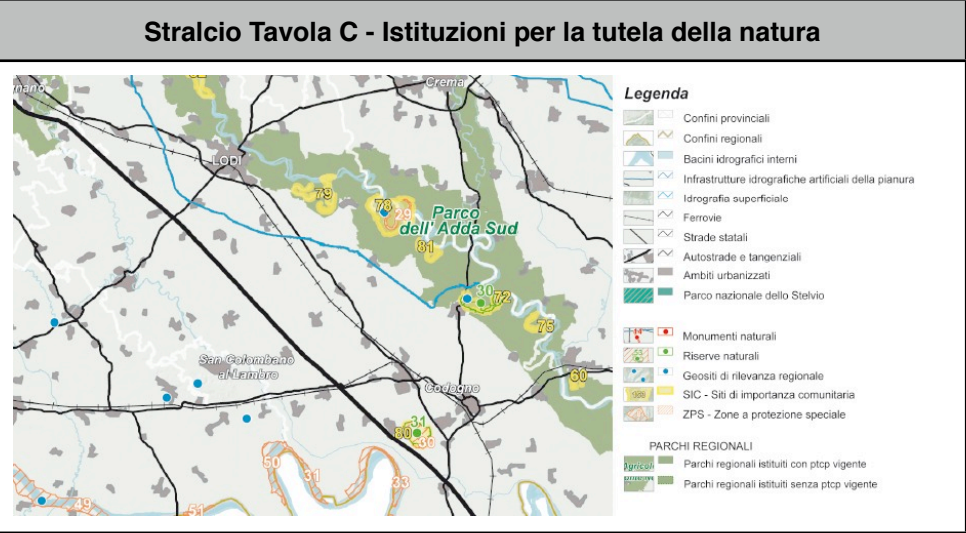 Stralcio Tavola C - Istituzioni per la tutela della natura
Crema
LODI
79
78
29
Parco
dell' Adda Sud
81
30
72
75
San Colombano
al Lambro
60
Codogno
31
80
30
50
31
33
49
51
Legenda
Confini provinciali
Confini regionali
Bacini idrografici interni
Infrastrutture idrografiche artificiali della pianura
Idrografia superficiale
Ferrovie
Strade statali
Autostrade e tangenziali
Ambiti urbanizzati
Parco nazionale dello Stelvio
14
Monumenti naturali
Riserve naturali
Geositi di rilevanza regionale
SIC - Siti di importanza comunitaria
ZPS - Zone a protezione speciale
PARCHI REGIONALI
Parchi regionali istituiti con ptcp vigente
Parchi regionali istituiti senza ptcp vigente